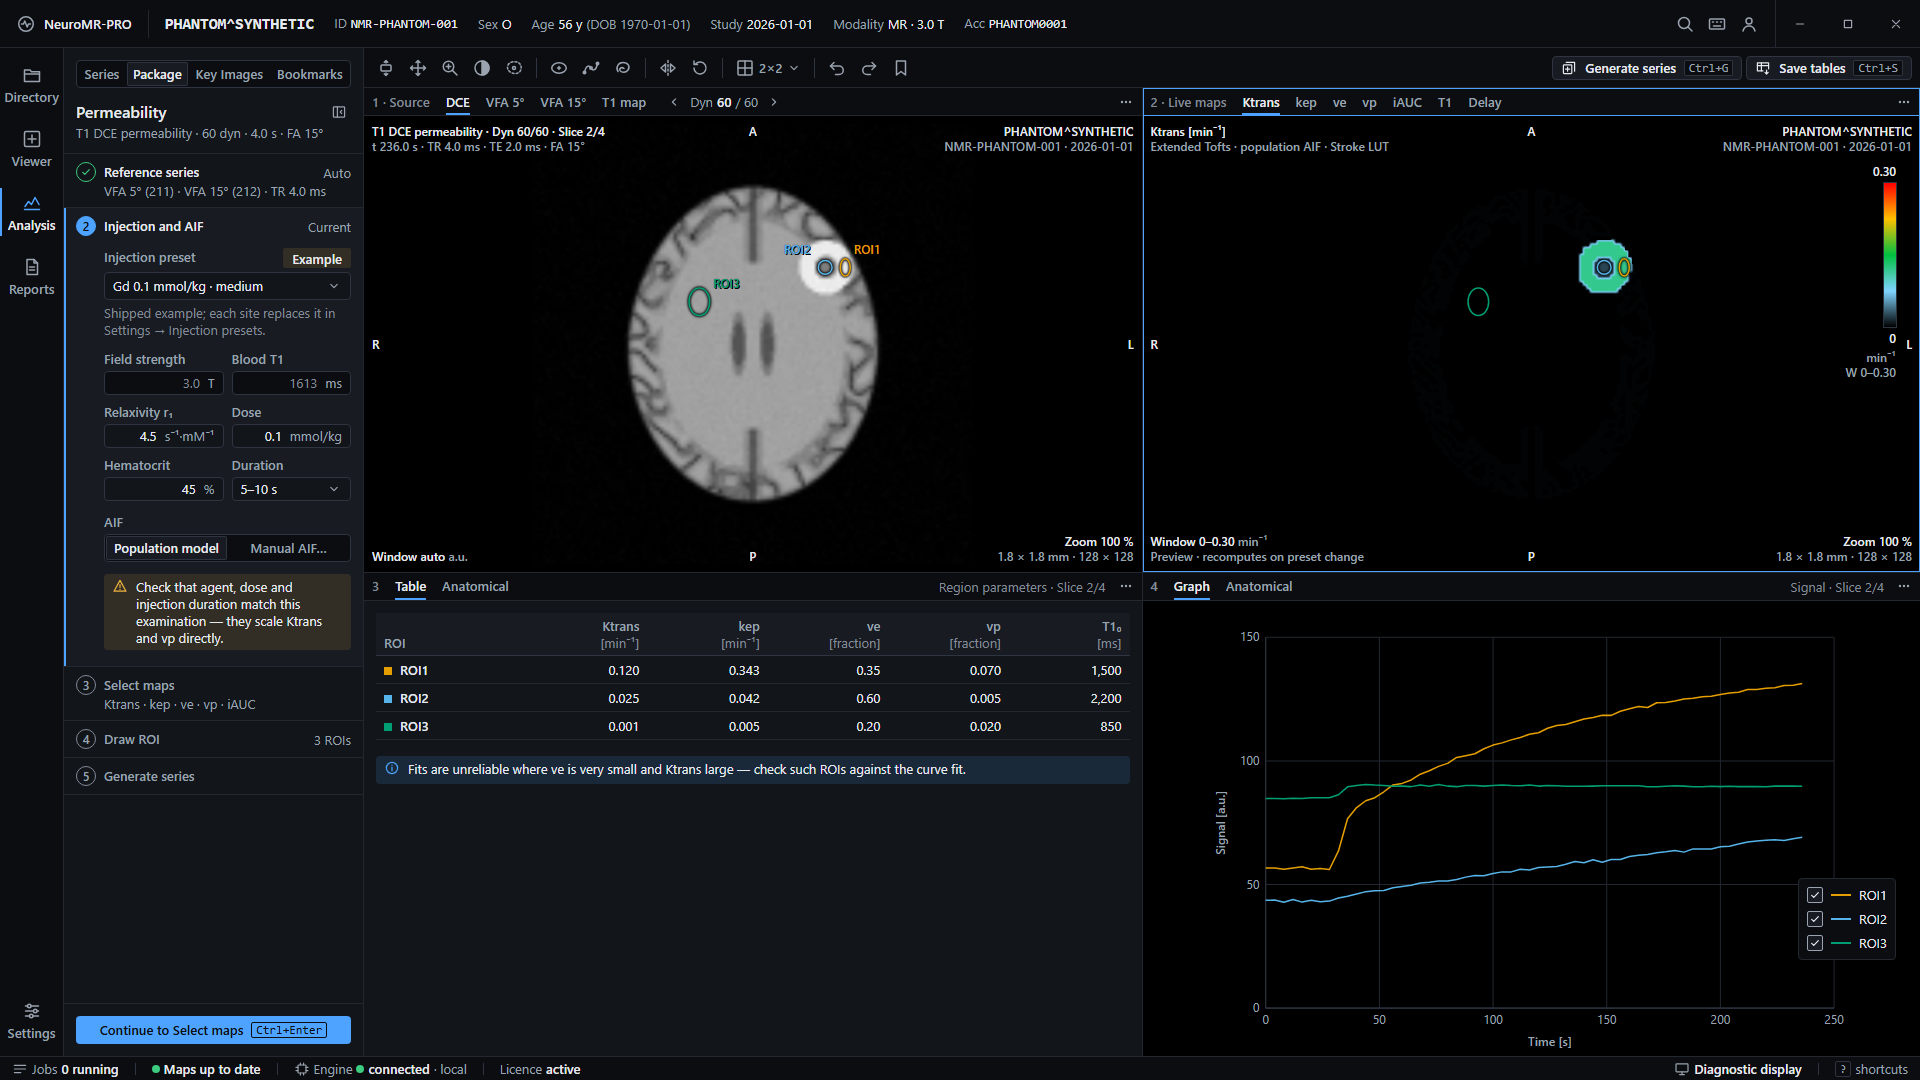 NeuroMR-PRO
PHANTOM^SYNTHETIC
ID NMR-PHANTOM-001
Sex O
Age 56 y (DOB 1970-01-01)
Study 2026-01-01
Modality MR · 3.0 T
Acc PHANTOM0001
Directory
Viewer
Analysis
Reports
Settings
Series
Package
Key Images
Bookmarks
Permeability
T1 DCE permeability · 60 dyn · 4.0 s · FA 15°
Reference series
Auto
VFA 5° (211) · VFA 15° (212) · TR 4.0 ms
2
Injection and AIF
Current
Injection preset
Example
Gd 0.1 mmol/kg · medium
Shipped example; each site replaces it in
Settings → Injection presets.
Field strength
Blood T1
3.0 T
1613 ms
Relaxivity r₁
Dose
4.5 s⁻¹·mM⁻¹
0.1 mmol/kg
Hematocrit
Duration
45 %
5–10 s
AIF
Population model
Manual AIF...
Check that agent, dose and
injection duration match this
examination — they scale Ktrans
and vp directly.
3
Select maps
Ktrans · kep · ve · vp · iAUC
4
Draw ROI
3 ROIs
5
Generate series
Continue to Select maps
Ctrl+Enter
2×2
Generate series
Ctrl+G
Save tables
Ctrl+S
1 · Source
DCE
VFA 5°
VFA 15°
T1 map
‹ Dyn 60 / 60 ›
T1 DCE permeability · Dyn 60/60 · Slice 2/4
t 236.0 s · TR 4.0 ms · TE 2.0 ms · FA 15°
A
PHANTOM^SYNTHETIC
NMR-PHANTOM-001 · 2026-01-01
ROI2
ROI1
ROI3
R
L
Window auto a.u.
P
Zoom 100 %
1.8 × 1.8 mm · 128 × 128
2 · Live maps
Ktrans
kep
ve
vp
iAUC
T1
Delay
Ktrans [min⁻¹]
Extended Tofts · population AIF · Stroke LUT
A
PHANTOM^SYNTHETIC
NMR-PHANTOM-001 · 2026-01-01
0.30
0
min⁻¹
W 0–0.30
R
L
Window 0–0.30 min⁻¹
Preview · recomputes on preset change
P
Zoom 100 %
1.8 × 1.8 mm · 128 × 128
3
Table
Anatomical
Region parameters · Slice 2/4
ROI
Ktrans [min⁻¹]
kep [min⁻¹]
ve [fraction]
vp [fraction]
T1₀ [ms]
ROI1 0.120 0.343 0.35 0.070 1,500
ROI2 0.025 0.042 0.60 0.005 2,200
ROI3 0.001 0.005 0.20 0.020 850
Fits are unreliable where ve is very small and Ktrans large — check such ROIs against the curve fit.
4
Graph
Anatomical
Signal · Slice 2/4
150
100
50
0
Signal [a.u.]
0 50 100 150 200 250
Time [s]
ROI1
ROI2
ROI3
Jobs 0 running
Maps up to date
Engine connected · local
Licence active
Diagnostic display
? shortcuts